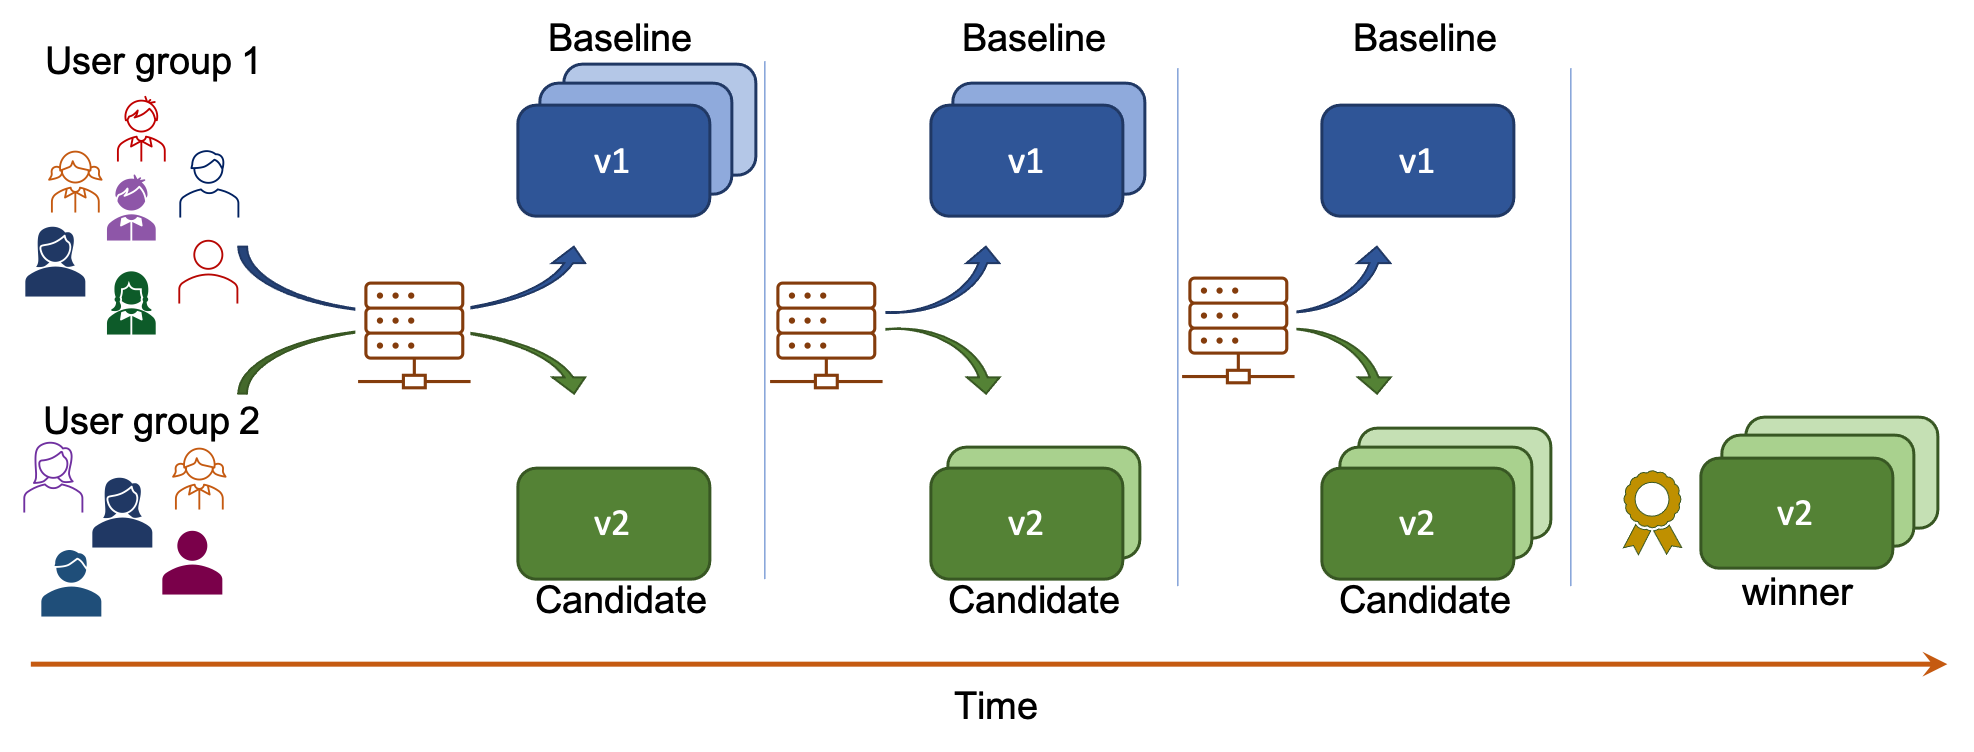 User group 1
Baseline
Baseline
Baseline
v1
v1
v1
User group 2
v2
v2
v2
v2
Candidate
Candidate
Candidate
winner
Time